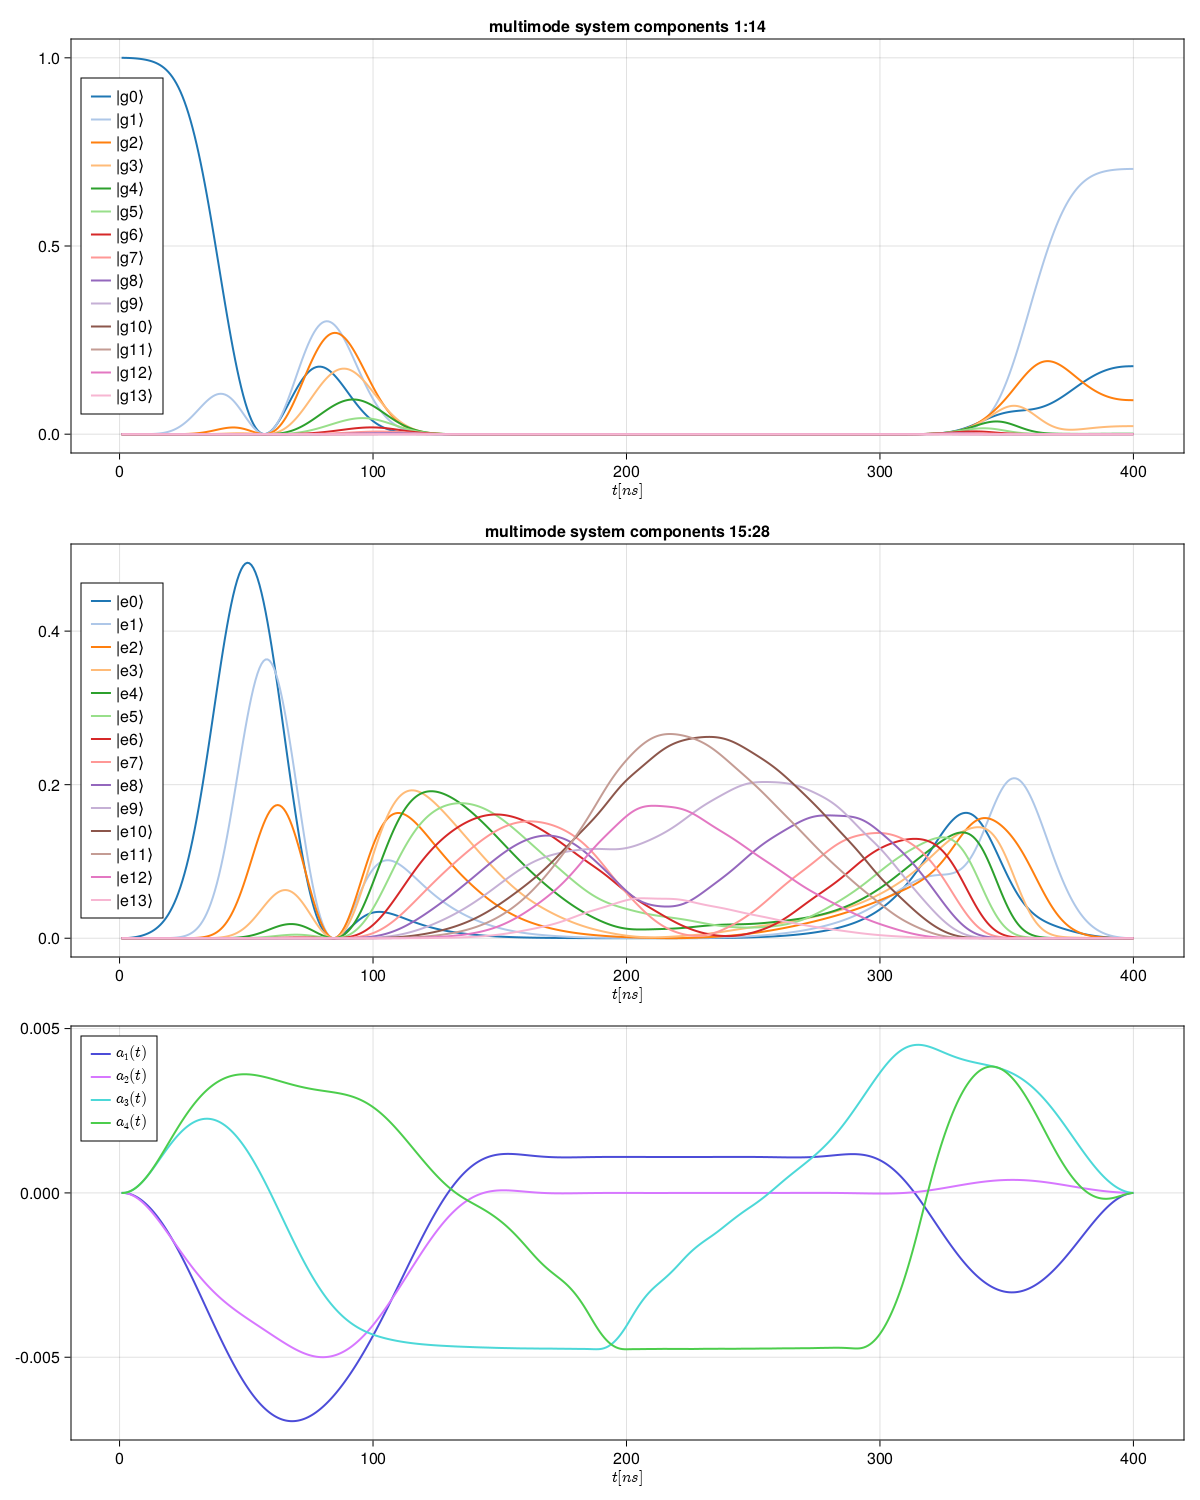 multimode system components 1:14
1.0
0.5
0.0
|g0⟩
|g1⟩
|g2⟩
|g3⟩
|g4⟩
|g5⟩
|g6⟩
|g7⟩
|g8⟩
|g9⟩
|g10⟩
|g11⟩
|g12⟩
|g13⟩
0 100 200 300 400
t[ns]
multimode system components 15:28
0.4
0.2
0.0
|e0⟩
|e1⟩
|e2⟩
|e3⟩
|e4⟩
|e5⟩
|e6⟩
|e7⟩
|e8⟩
|e9⟩
|e10⟩
|e11⟩
|e12⟩
|e13⟩
0 100 200 300 400
t[ns]
0.005
0.000
-0.005
a₁(t)
a₂(t)
a₃(t)
a₄(t)
0 100 200 300 400
t[ns]